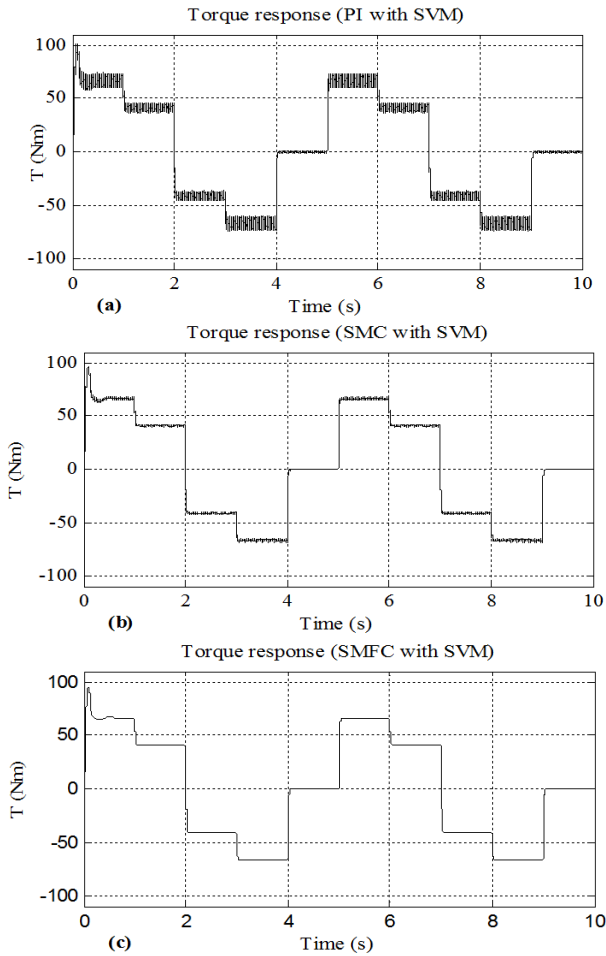 Torque response (PI with SVM)
100
50
0
-50
-100
T (Nm)
0 2 4 6 8 10
(a) Time (s)
Torque response (SMC with SVM)
100
50
0
-50
-100
T (Nm)
0 2 4 6 8 10
(b) Time (s)
Torque response (SMFC with SVM)
100
50
0
-50
-100
T (Nm)
0 2 4 6 8 10
(c) Time (s)